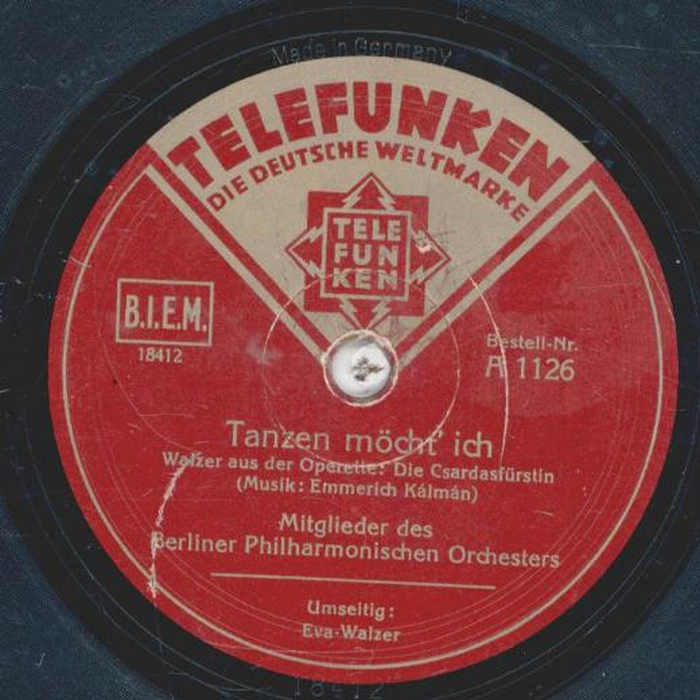 Made in Germany
TELEFUNKEN
DIE DEUTSCHE WELTMARKE
TELE
FUN
KEN
B.I.E.M.
18412
Bestell-Nr.
A 1126
Tanzen möcht' ich
Walzer aus der Operette: Die Csardasfürstin
(Musik: Emmerich Kálmán)
Mitglieder des
Berliner Philharmonischen Orchesters
Umseitig:
Eva-Walzer
18412